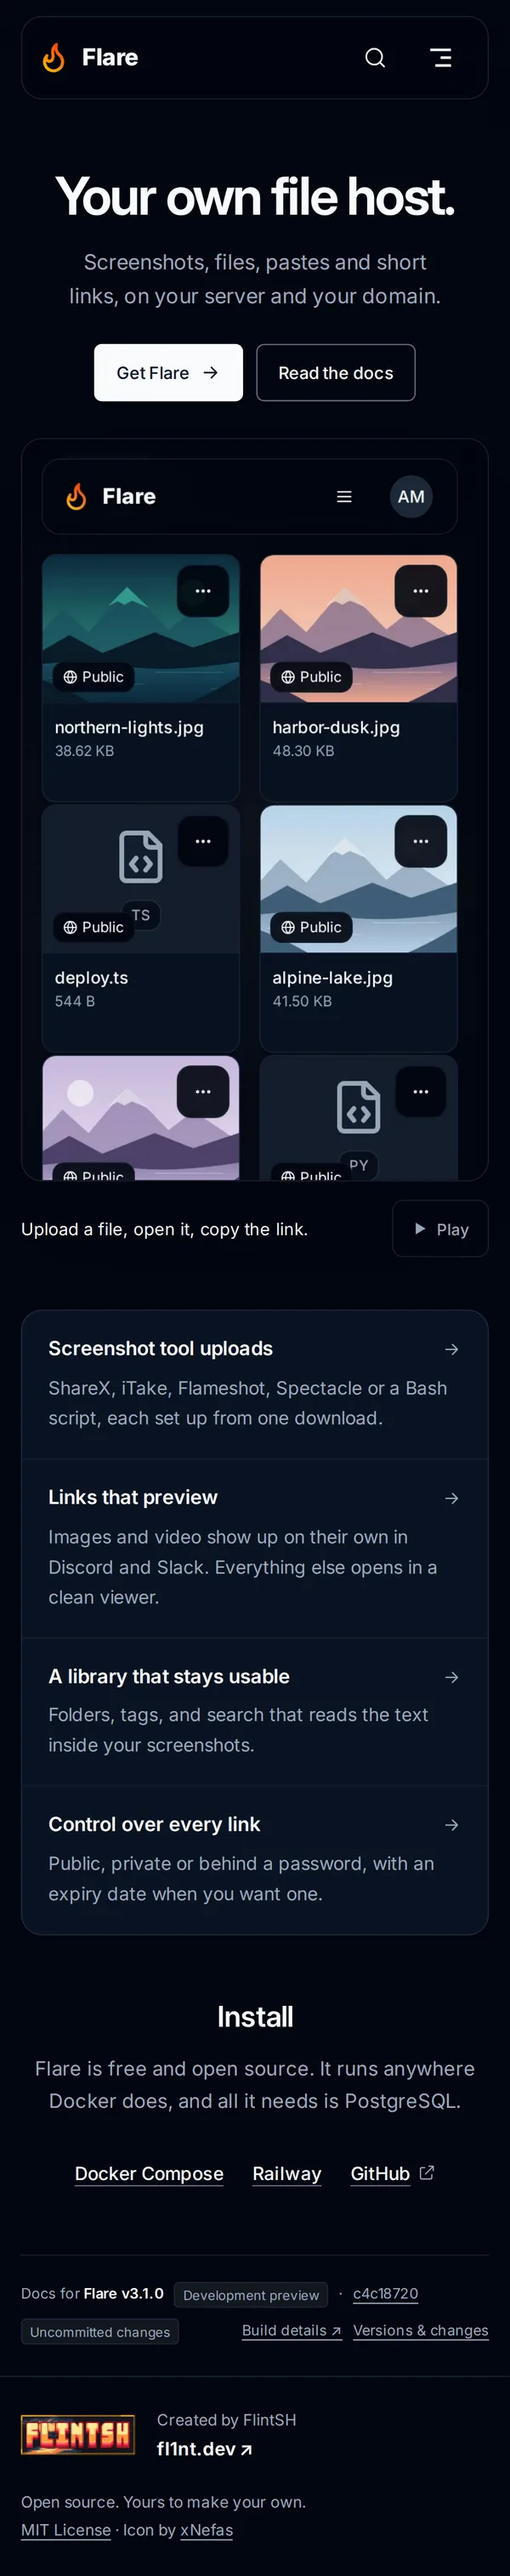 Flare
Your own file host.
Screenshots, files, pastes and short
links, on your server and your domain.
Get Flare → Read the docs
Flare AM
Public Public
northern-lights.jpg harbor-dusk.jpg
38.62 KB 48.30 KB
TS
Public Public
deploy.ts alpine-lake.jpg
544 B 41.50 KB
PY
Public Public
Upload a file, open it, copy the link. Play
Screenshot tool uploads →
ShareX, iTake, Flameshot, Spectacle or a Bash
script, each set up from one download.
Links that preview →
Images and video show up on their own in
Discord and Slack. Everything else opens in a
clean viewer.
A library that stays usable →
Folders, tags, and search that reads the text
inside your screenshots.
Control over every link →
Public, private or behind a password, with an
expiry date when you want one.
Install
Flare is free and open source. It runs anywhere
Docker does, and all it needs is PostgreSQL.
Docker Compose Railway GitHub
Docs for Flare v3.1.0 Development preview · c4c18720
Uncommitted changes Build details ↗ Versions & changes
FLINTSH
Created by FlintSH
fl1nt.dev ↗
Open source. Yours to make your own.
MIT License · Icon by xNefas